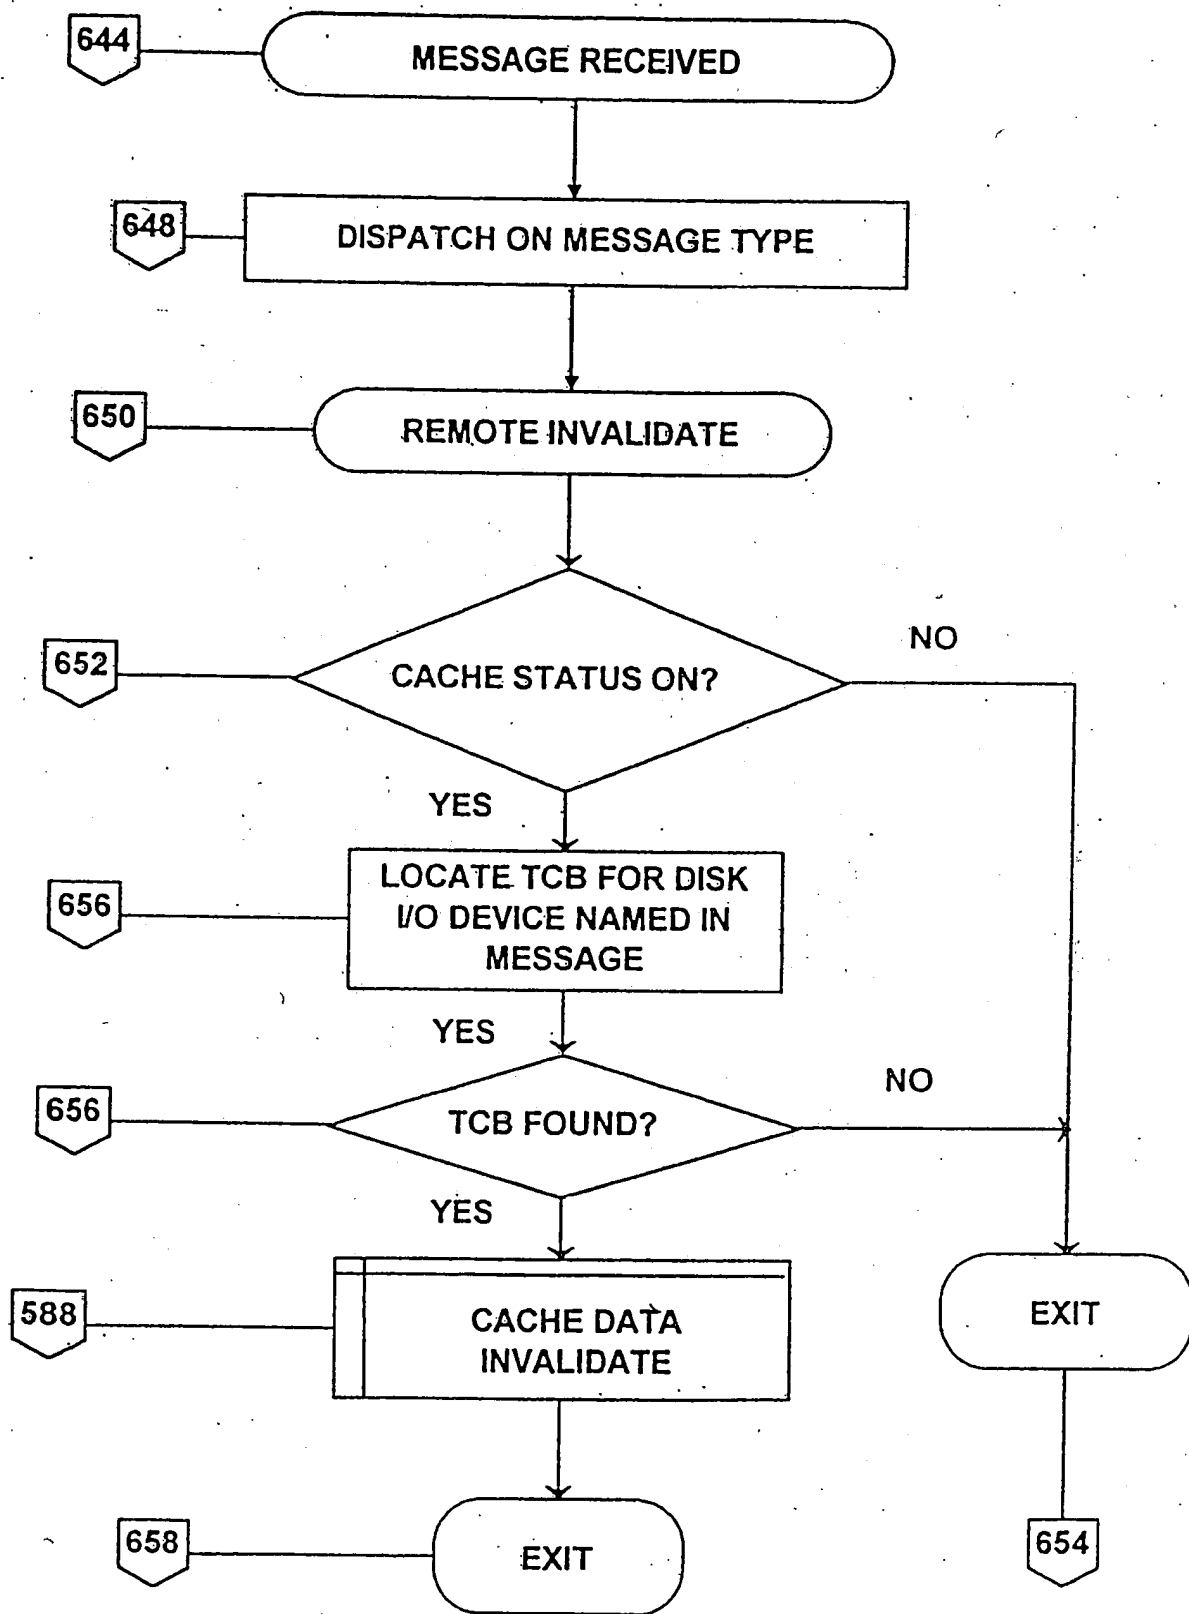 644
MESSAGE RECEIVED
648
DISPATCH ON MESSAGE TYPE
650
REMOTE INVALIDATE
652
CACHE STATUS ON?
NO
YES
656
LOCATE TCB FOR DISK
I/O DEVICE NAMED IN
MESSAGE
YES
656
TCB FOUND?
NO
YES
588
CACHE DATA
INVALIDATE
EXIT
658
EXIT
654